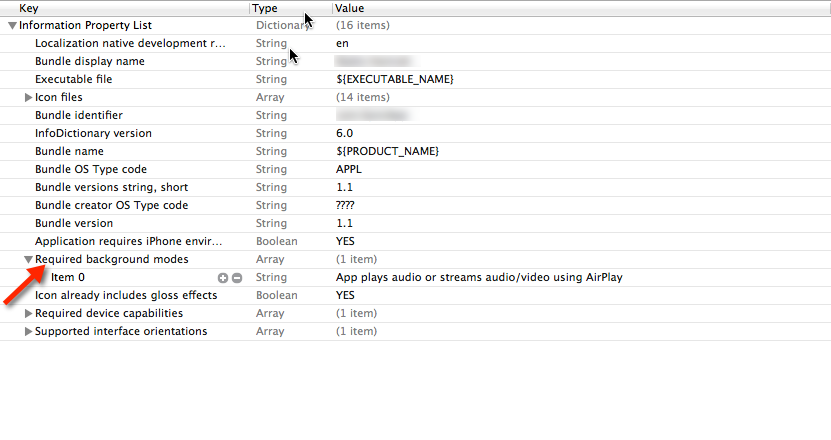 Key Type Value
Information Property List Dictionary (16 items)
Localization native development r... String en
Bundle display name String
Executable file String ${EXECUTABLE_NAME}
Icon files Array (14 items)
Bundle identifier String
InfoDictionary version String 6.0
Bundle name String ${PRODUCT_NAME}
Bundle OS Type code String APPL
Bundle versions string, short String 1.1
Bundle creator OS Type code String ????
Bundle version String 1.1
Application requires iPhone envir... Boolean YES
Required background modes Array (1 item)
Item 0 String App plays audio or streams audio/video using AirPlay
Icon already includes gloss effects Boolean YES
Required device capabilities Array (1 item)
Supported interface orientations Array (1 item)